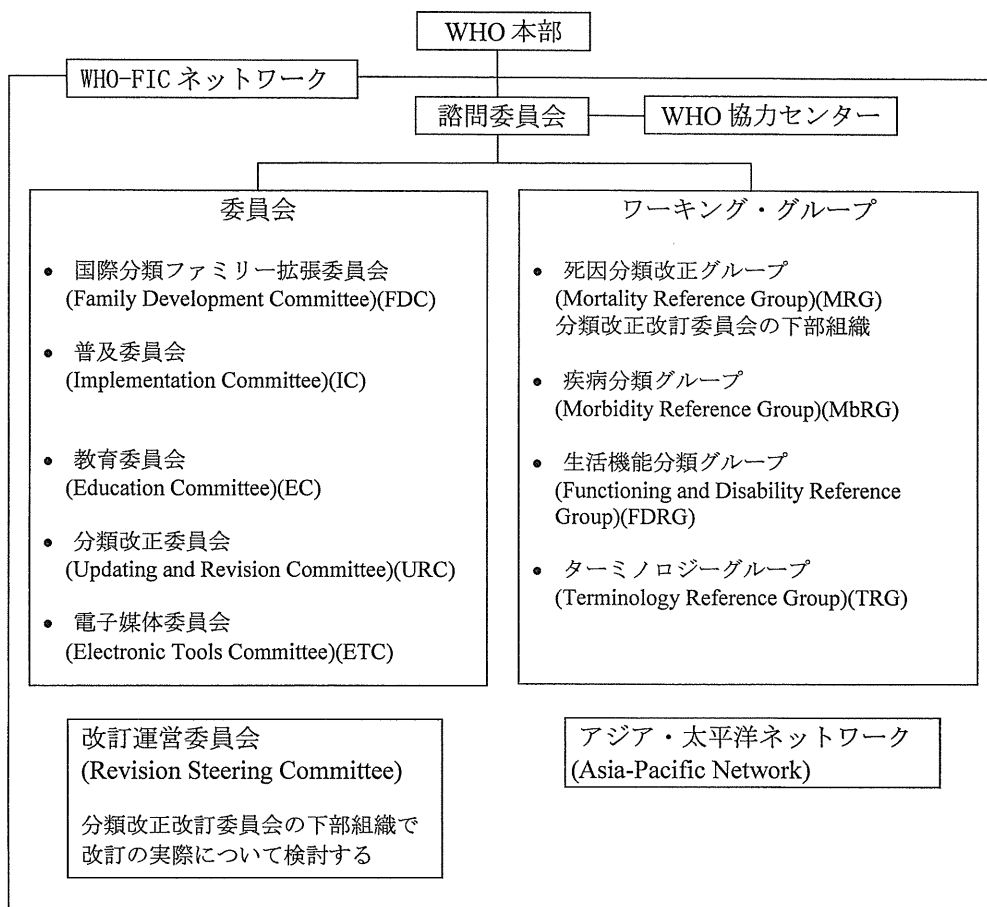 WHO 本部
WHO-FIC ネットワーク
諮問委員会
WHO 協力センター
委員会
• 国際分類ファミリー拡張委員会
(Family Development Committee)(FDC)
• 普及委員会
(Implementation Committee)(IC)
• 教育委員会
(Education Committee)(EC)
• 分類改正委員会
(Updating and Revision Committee)(URC)
• 電子媒体委員会
(Electronic Tools Committee)(ETC)
ワーキング・グループ
• 死因分類改正グループ
(Mortality Reference Group)(MRG)
分類改正改訂委員会の下部組織
• 疾病分類グループ
(Morbidity Reference Group)(MbRG)
• 生活機能分類グループ
(Functioning and Disability Reference
Group)(FDRG)
• ターミノロジーグループ
(Terminology Reference Group)(TRG)
改訂運営委員会
(Revision Steering Committee)
分類改正改訂委員会の下部組織で
改訂の実際について検討する
アジア・太平洋ネットワーク
(Asia-Pacific Network)